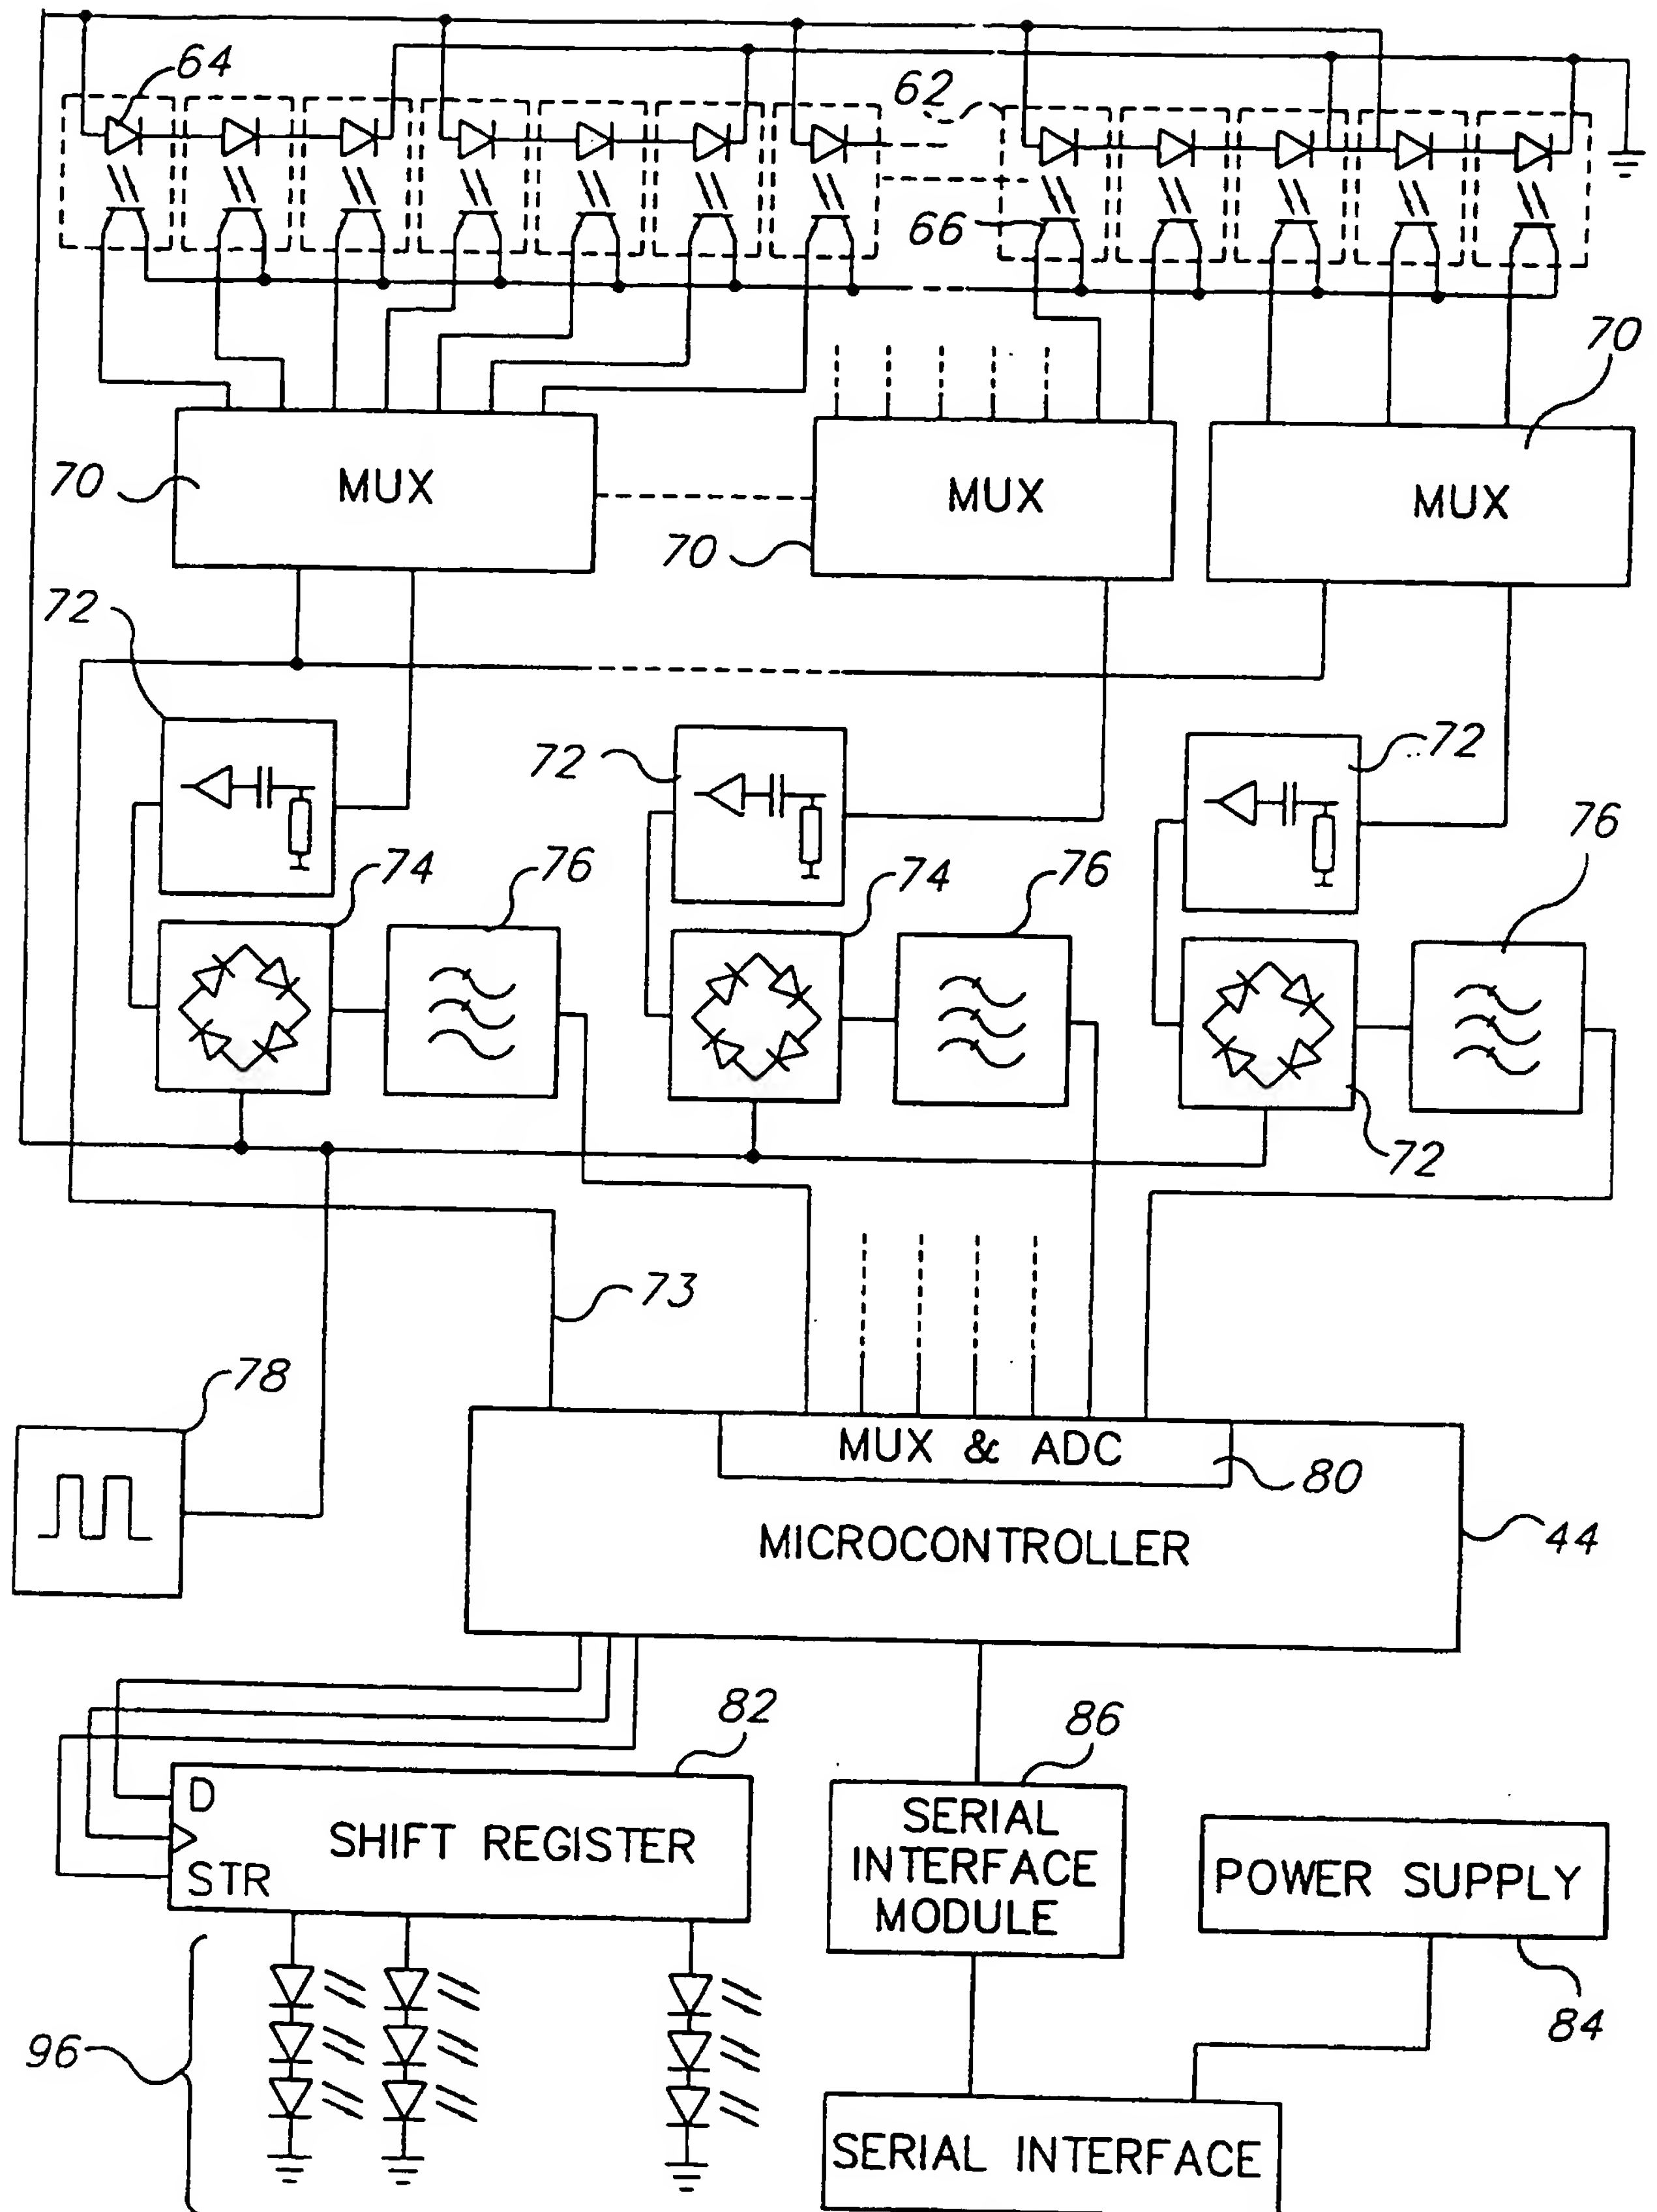 64
62
66
70
70
MUX
MUX
MUX
70
72
72
72
74
76
74
76
76
72
73
78
MUX & ADC
80
MICROCONTROLLER
44
82
86
D
SHIFT REGISTER
STR
SERIAL
INTERFACE
MODULE
POWER SUPPLY
84
96
SERIAL INTERFACE